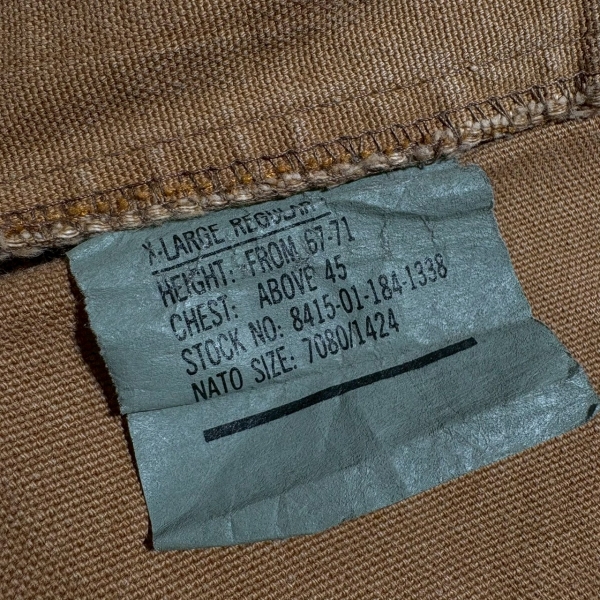 X-LARGE REGULAR
HEIGHT: FROM 67-71
CHEST: ABOVE 45
STOCK NO: 8415-01-184-1338
NATO SIZE: 7080/1424